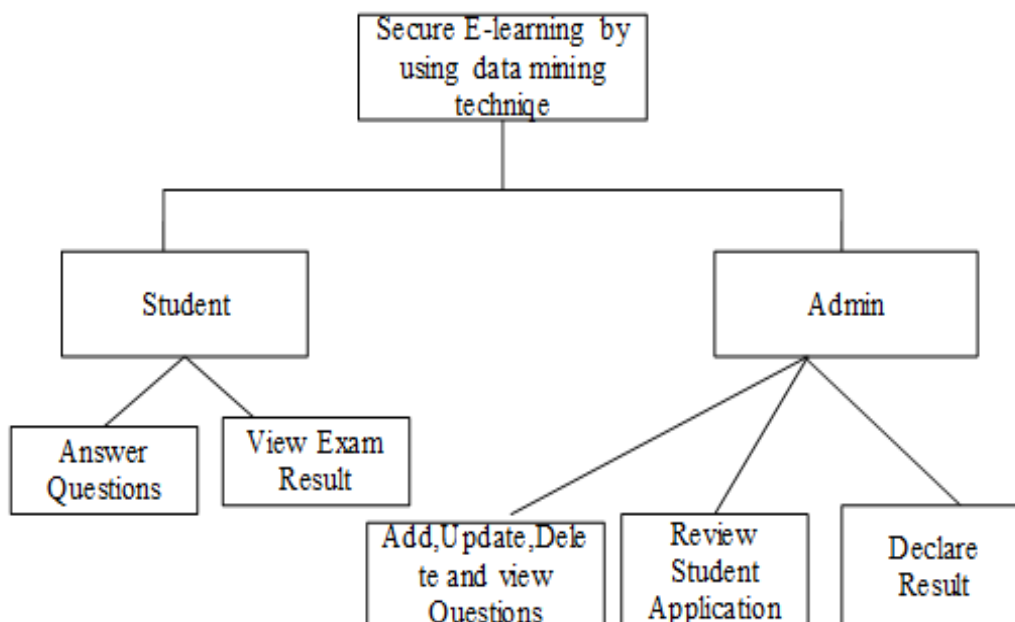 Secure E-learning by
using data mining
techniqe
Student
Admin
Answer
Questions
View Exam
Result
Add,Update,Dele
te and view
Questions
Review
Student
Application
Declare
Result